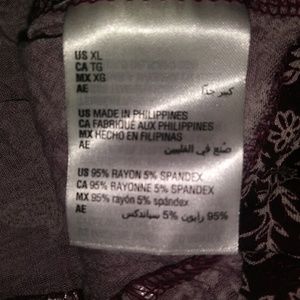 US XL
CA TG
MX XG
AE كبير جدًا
US MADE IN PHILIPPINES
CA FABRIQUÉ AUX PHILIPPINES
MX HECHO EN FILIPINAS
AE صنع في الفلبين
US 95% RAYON 5% SPANDEX
CA 95% RAYONNE 5% SPANDEX
MX 95% rayón 5% spandex
AE 95% رايون 5% سباندكس